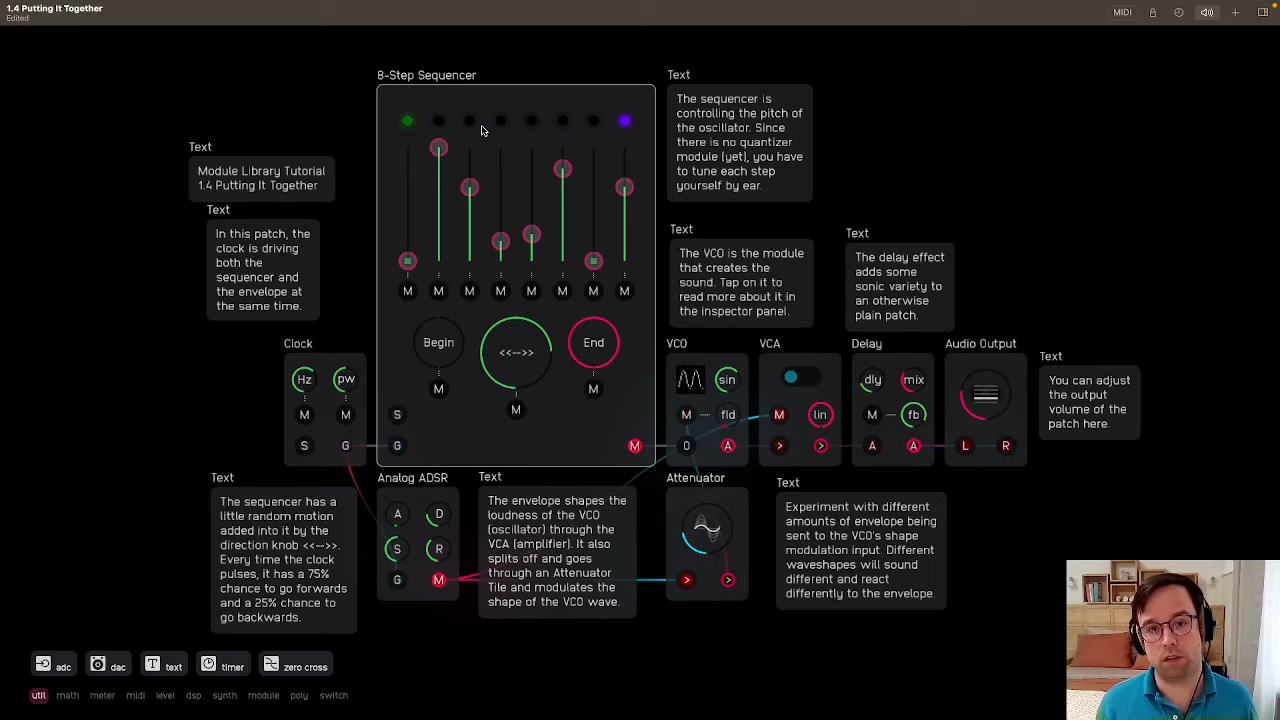 1.4 Putting It Together
Edited
MIDI
8-Step Sequencer
Text
The sequencer is
controlling the pitch of
the oscillator. Since
there is no quantizer
module (yet), you have
to tune each step
yourself by ear.
Text
Module Library Tutorial
1.4 Putting It Together
Text
In this patch, the
clock is driving
both the
sequencer and
the envelope at
the same time.
M M M M M M M M
Begin
<<-->>
End
M
M
M
S
G
M
Text
The VCO is the module
that creates the
sound. Tap on it to
read more about it in
the inspector panel.
Text
The delay effect
adds some
sonic variety to
an otherwise
plain patch.
Clock
Hz pw
M M
S G
VCO
sin
M fld
O A
VCA
M lin
> >
Delay
dly mix
M fb
A A
Audio Output
L R
Text
You can adjust
the output
volume of the
patch here.
Text
The sequencer has a
little random motion
added into it by the
direction knob <<-->>.
Every time the clock
pulses, it has a 75%
chance to go forwards
and a 25% chance to
go backwards.
Analog ADSR
A D
S R
G M
Text
The envelope shapes the
loudness of the VCO
(oscillator) through the
VCA (amplifier). It also
splits off and goes
through an Attenuator
Tile and modulates the
shape of the VCO wave.
Attenuator
> >
Text
Experiment with different
amounts of envelope being
sent to the VCO's shape
modulation input. Different
waveshapes will sound
different and react
differently to the envelope.
adc dac T text timer zero cross
util math meter midi level dsp synth module poly switch